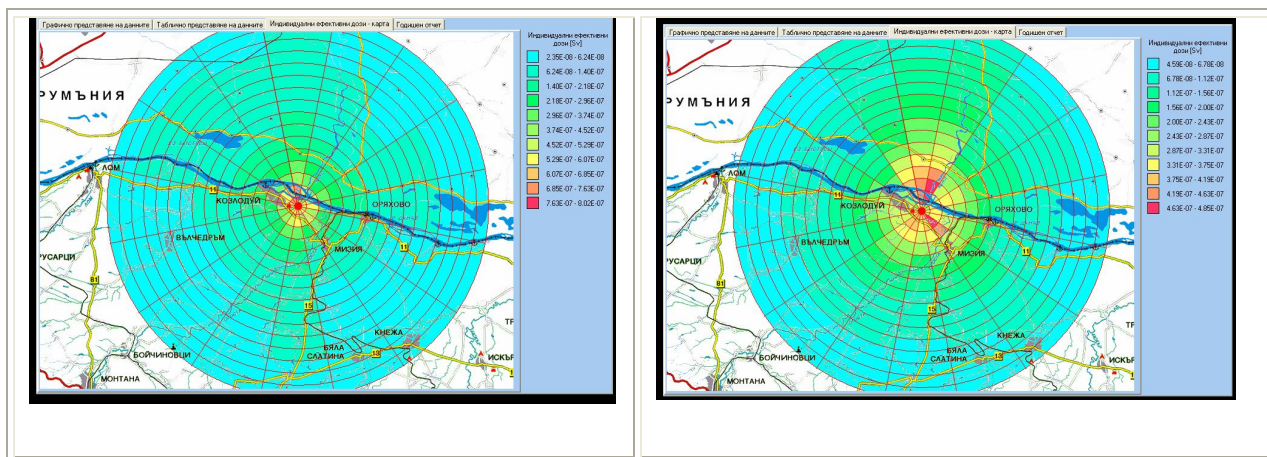 Графично представяне на данните
Таблично представяне на данните
Индивидуални ефективни дози - карта
Годишен отчет
Индивидуални ефективни
дози [Sv]
2.35E-08 - 6.24E-08
6.24E-08 - 1.40E-07
1.40E-07 - 2.18E-07
2.18E-07 - 2.96E-07
2.96E-07 - 3.74E-07
3.74E-07 - 4.52E-07
4.52E-07 - 5.29E-07
5.29E-07 - 6.07E-07
6.07E-07 - 6.85E-07
6.85E-07 - 7.63E-07
7.63E-07 - 8.02E-07
РУМЪНИЯ
ЛОМ
ЛОМ
11
КОЗЛОДУЙ
ОРЯХОВО
ВЪЛЧЕДРЪМ
МИЗИЯ
11
РУСАРЦИ
81
15
КНЕЖА
БЯЛА
СЛАТИНА
13
БОЙЧИНОВЦИ
МОНТАНА
ИСКЪ
Графично представяне на данните
Таблично представяне на данните
Индивидуални ефективни дози - карта
Годишен отчет
Индивидуални ефективни
дози [Sv]
4.59E-08 - 6.78E-08
6.78E-08 - 1.12E-07
1.12E-07 - 1.56E-07
1.56E-07 - 2.00E-07
2.00E-07 - 2.43E-07
2.43E-07 - 2.87E-07
2.87E-07 - 3.31E-07
3.31E-07 - 3.75E-07
3.75E-07 - 4.19E-07
4.19E-07 - 4.63E-07
4.63E-07 - 4.85E-07
РУМЪНИЯ
ЛОМ
ЛОМ
11
КОЗЛОДУЙ
ОРЯХОВО
ВЪЛЧЕДРЪМ
МИЗИЯ
11
РУСАРЦИ
81
15
КНЕЖА
БЯЛА
СЛАТИНА
13
БОЙЧИНОВЦИ
МОНТАНА
ИСКЪР